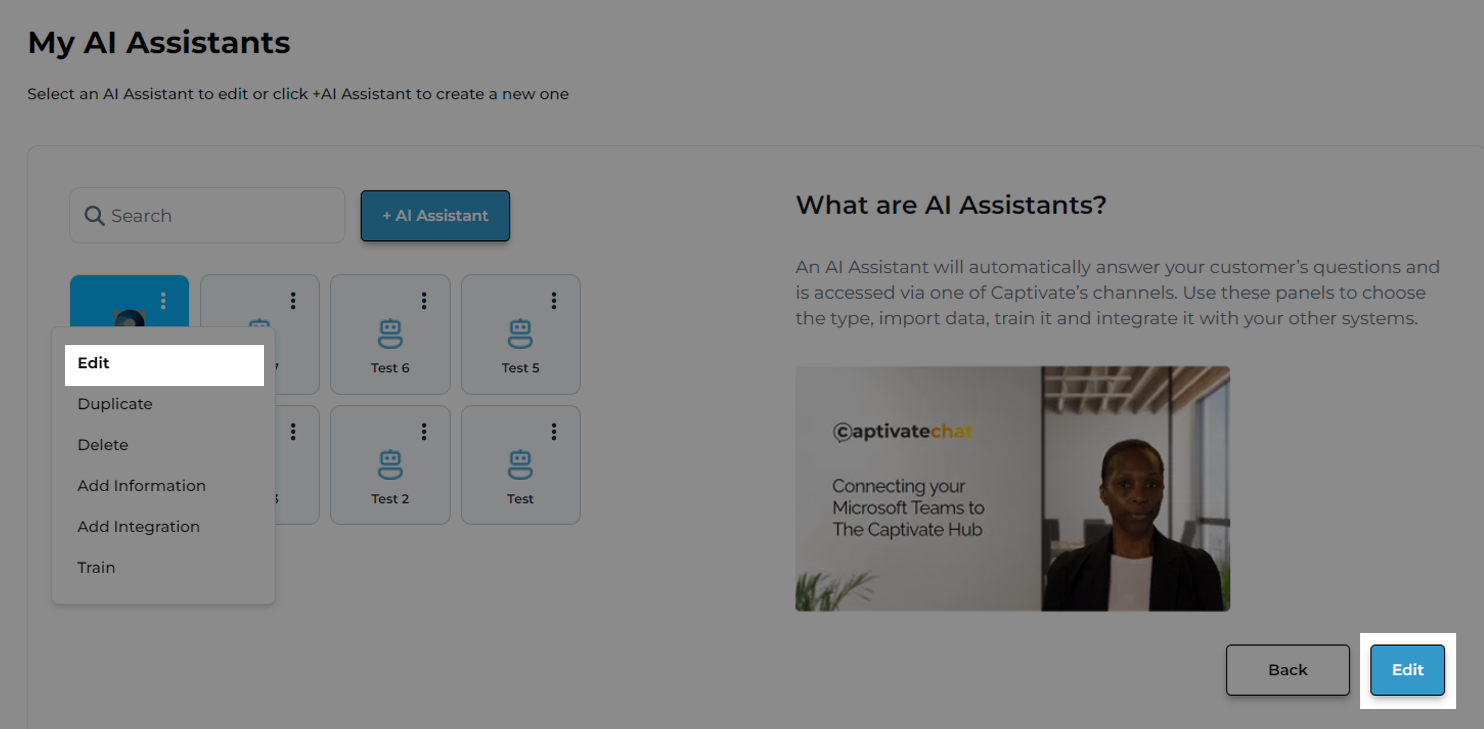 My AI Assistants
Select an AI Assistant to edit or click +AI Assistant to create a new one
Search
+ AI Assistant
What are AI Assistants?
An AI Assistant will automatically answer your customer's questions and
is accessed via one of Captivate's channels. Use these panels to choose
the type, import data, train it and integrate it with your other systems.
Edit
Duplicate
Delete
Add Information
Add Integration
Train
7
Test 6
Test 5
3
Test 2
Test
captivatechat
Connecting your
Microsoft Teams to
The Captivate Hub
Back
Edit